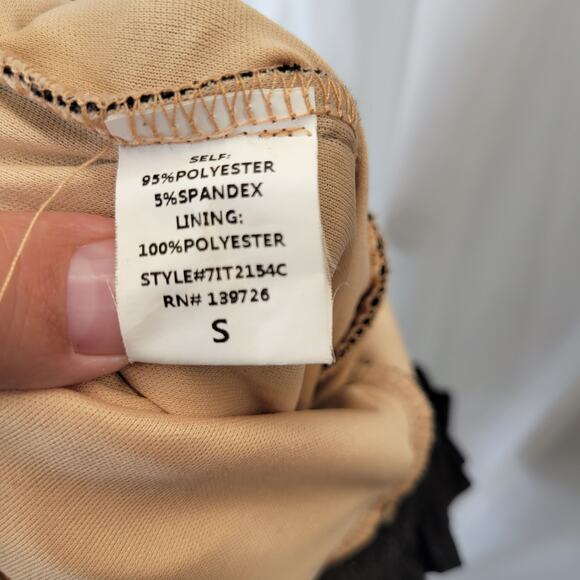 SELF:
95%POLYESTER
5%SPANDEX
LINING:
100%POLYESTER
STYLE#7IT2154C
RN# 139726
S